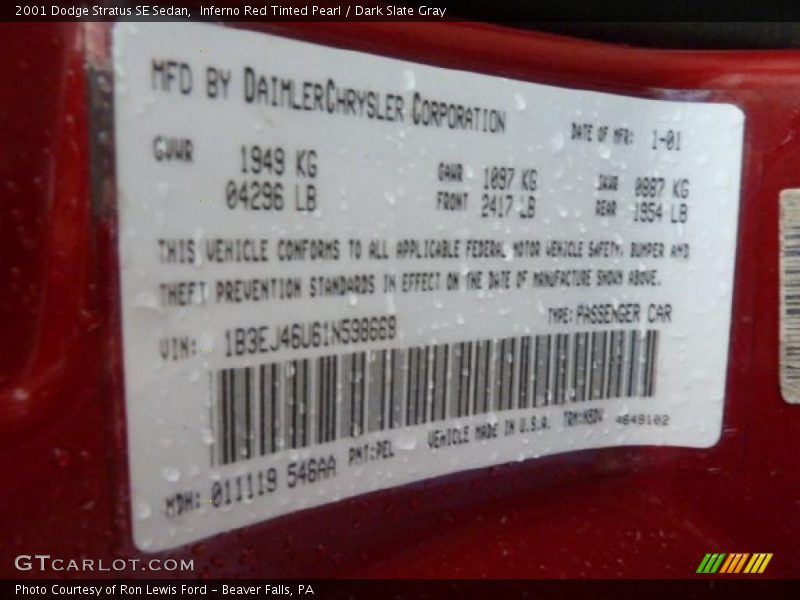 2001 Dodge Stratus SE Sedan,  Inferno Red Tinted Pearl / Dark Slate Gray
MFD BY DAIMLERCHRYSLER CORPORATION
DATE OF MFR: 1-01
GVWR 1949 KG
04296 LB
GAWR 1097 KG
FRONT 2417 LB
GAWR 0887 KG
REAR 1954 LB
THIS VEHICLE CONFORMS TO ALL APPLICABLE FEDERAL MOTOR VEHICLE SAFETY, BUMPER AND
THEFT PREVENTION STANDARDS IN EFFECT ON THE DATE OF MANUFACTURE SHOWN ABOVE.
VIN: 1B3EJ46U61N598669
TYPE: PASSENGER CAR
MDH: 011119 546AA PNT:PEL VEHICLE MADE IN U.S.A. 4649102
GTCARLOT.COM
Photo Courtesy of Ron Lewis Ford - Beaver Falls, PA